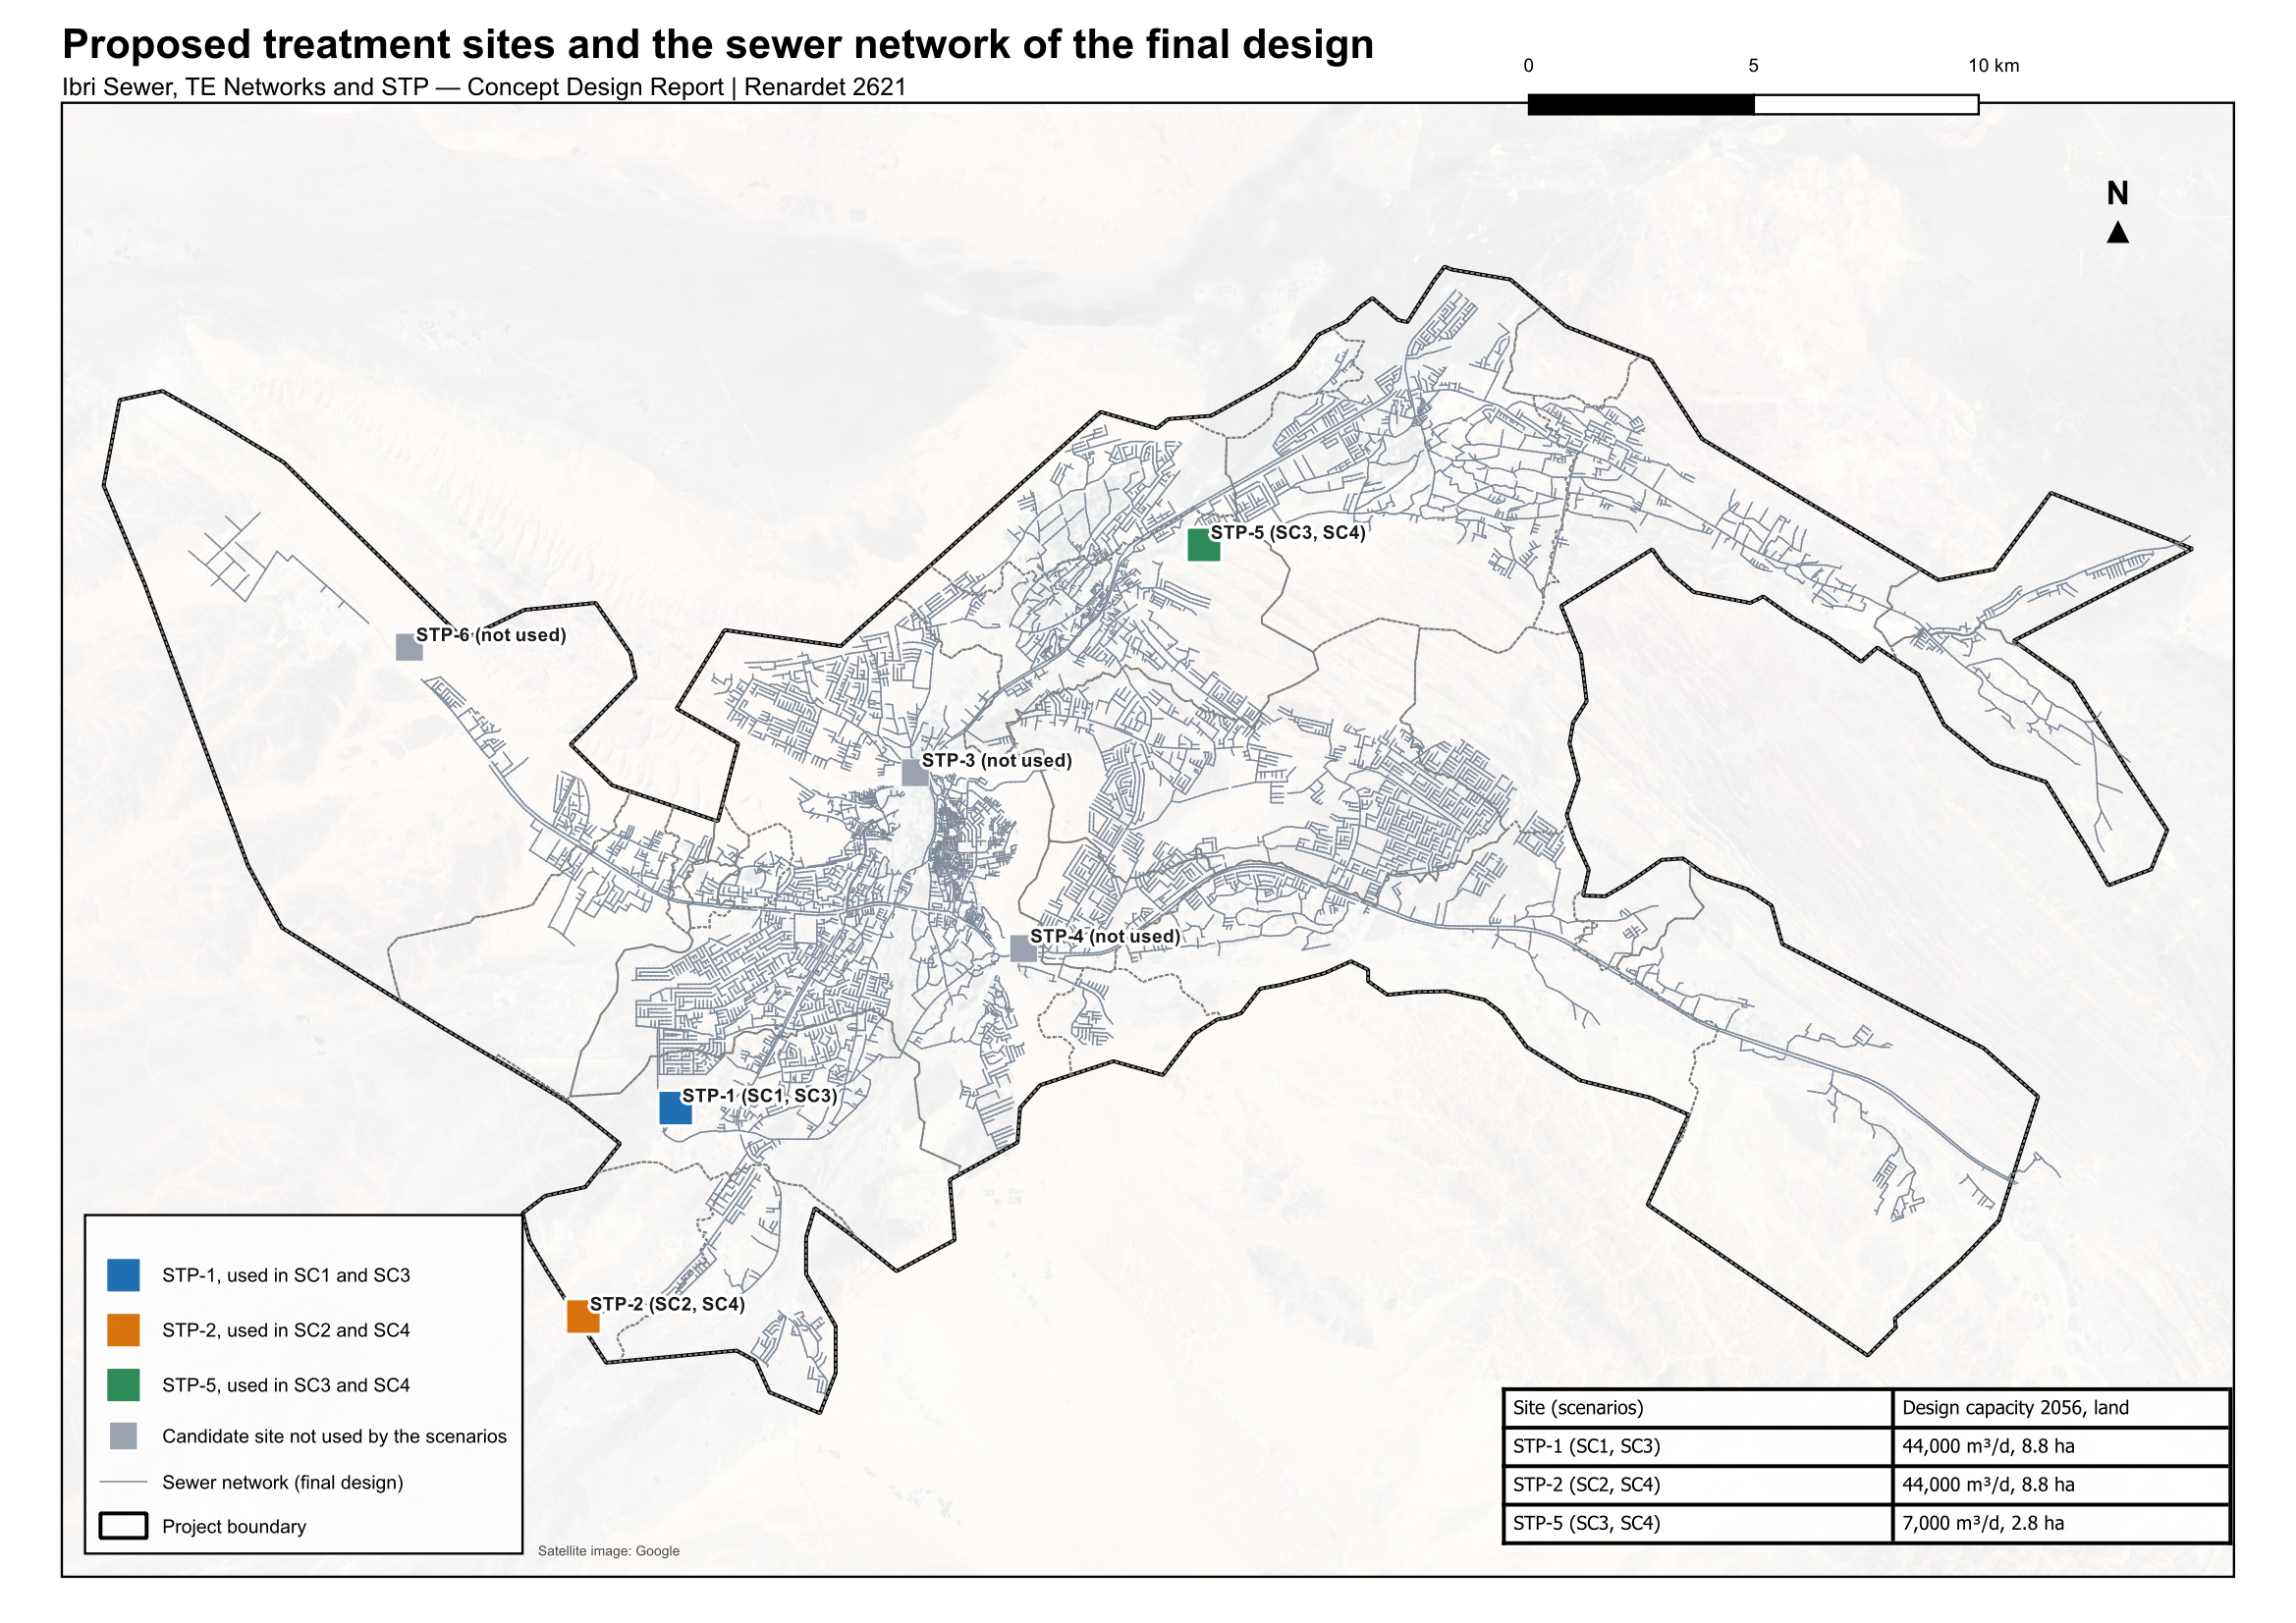 Proposed treatment sites and the sewer network of the final design
Ibri Sewer, TE Networks and STP — Concept Design Report | Renardet 2621
0 5 10 km
N
STP-5 (SC3, SC4)
STP-6 (not used)
STP-3 (not used)
STP-4 (not used)
STP-1 (SC1, SC3)
STP-2 (SC2, SC4)
STP-1, used in SC1 and SC3
STP-2, used in SC2 and SC4
STP-5, used in SC3 and SC4
Candidate site not used by the scenarios
Sewer network (final design)
Project boundary
Satellite image: Google
Site (scenarios) Design capacity 2056, land
STP-1 (SC1, SC3) 44,000 m³/d, 8.8 ha
STP-2 (SC2, SC4) 44,000 m³/d, 8.8 ha
STP-5 (SC3, SC4) 7,000 m³/d, 2.8 ha